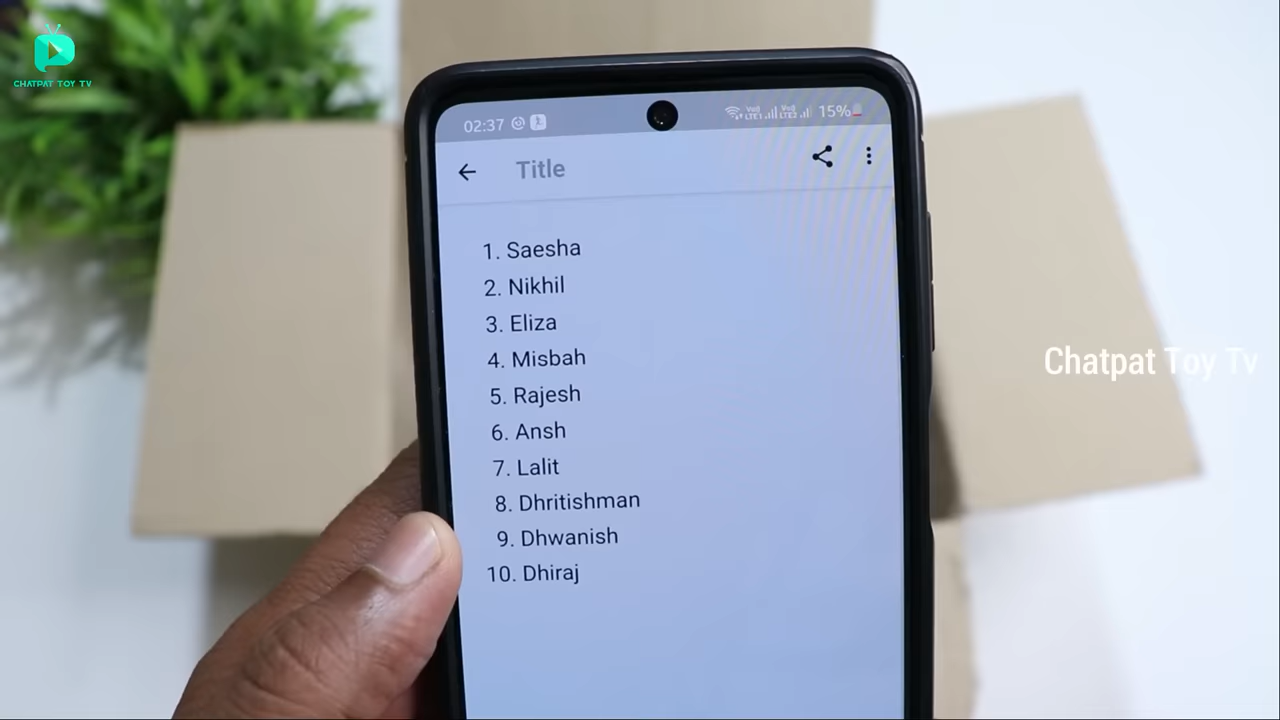 CHATPAT TOY TV
02:37
15%
Title
1. Saesha
2. Nikhil
3. Eliza
4. Misbah
5. Rajesh
6. Ansh
7. Lalit
8. Dhritishman
9. Dhwanish
10. Dhiraj
Chatpat Toy Tv